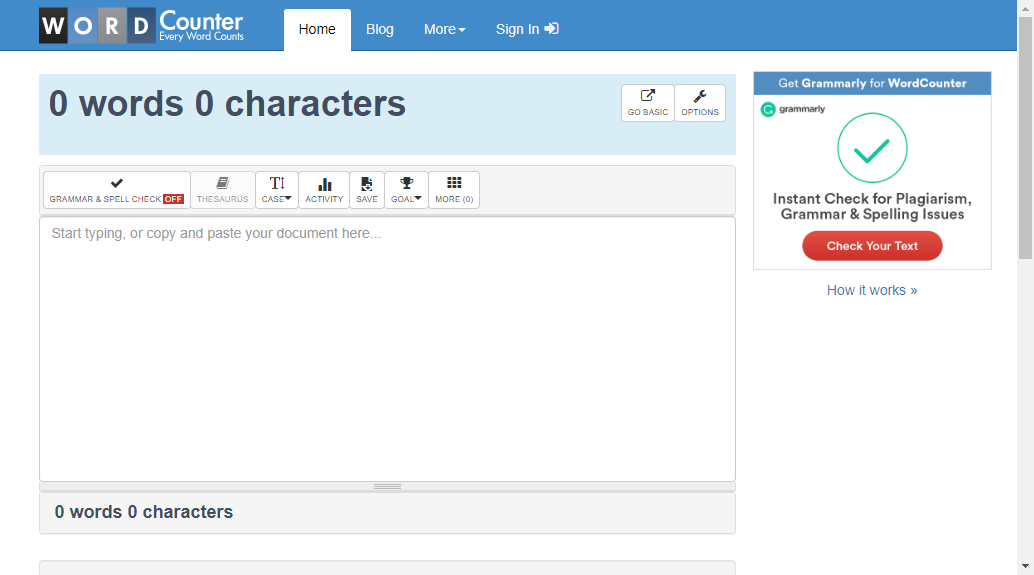 WORD Counter
Every Word Counts
Home
Blog
More
Sign In
0 words 0 characters
GO BASIC
OPTIONS
GRAMMAR & SPELL CHECK OFF
THESAURUS
CASE
ACTIVITY
SAVE
GOAL
MORE (0)
Start typing, or copy and paste your document here...
0 words 0 characters
Get Grammarly for WordCounter
grammarly
Instant Check for Plagiarism,
Grammar & Spelling Issues
Check Your Text
How it works »